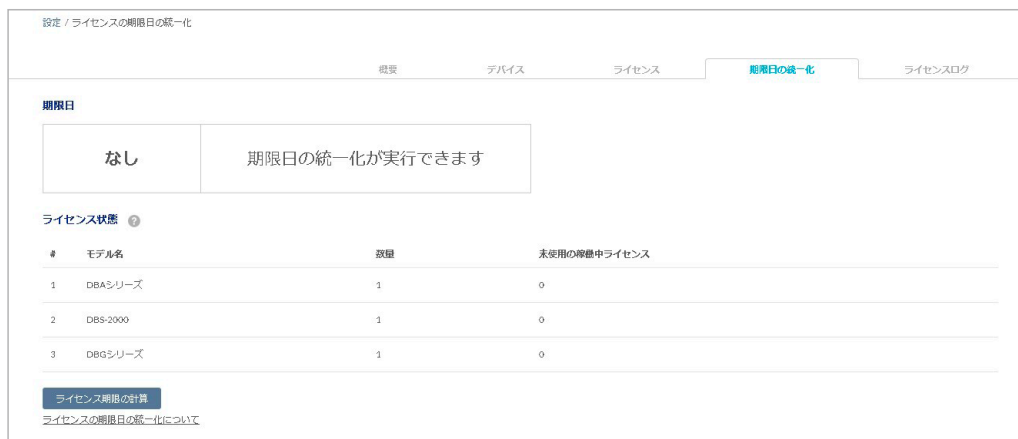 設定 / ライセンスの期限日の統一化
概要 デバイス ライセンス 期限日の統一化 ライセンスログ
期限日
なし 期限日の統一化が実行できます
ライセンス状態 ?
# モデル名 数量 未使用の稼働中ライセンス
1 DBAシリーズ 1 0
2 DBS-2000 1 0
3 DBGシリーズ 1 0
ライセンス期限の計算
ライセンスの期限日の統一化について